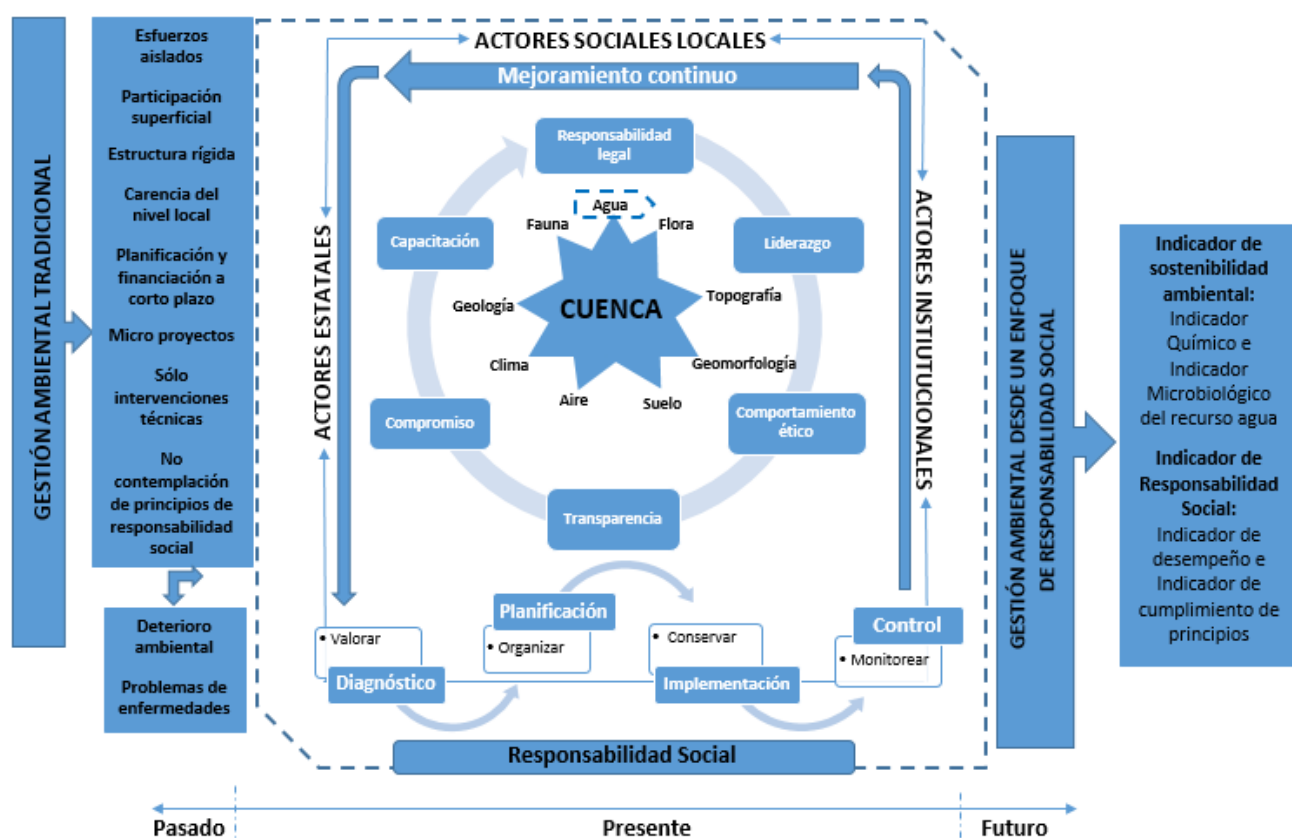 GESTIÓN AMBIENTAL TRADICIONAL
Esfuerzos
aislados
Participación
superficial
Estructura rígida
Carencia del
nivel local
Planificación y
financiación a
corto plazo
Micro proyectos
Sólo
intervenciones
técnicas
No
contemplación
de principios de
responsabilidad
social
Deterioro
ambiental
Problemas de
enfermedades
ACTORES SOCIALES LOCALES
Mejoramiento continuo
ACTORES ESTATALES
ACTORES INSTIUTUCIONALES
Responsabilidad
legal
Liderazgo
Comportamiento
ético
Transparencia
Compromiso
Capacitación
Agua
Flora
Topografía
Geomorfología
Suelo
Aire
Clima
Geología
Fauna
CUENCA
• Valorar
Diagnóstico
Planificación
• Organizar
• Conservar
Implementación
Control
• Monitorear
Responsabilidad Social
GESTIÓN AMBIENTAL DESDE UN ENFOQUE
DE RESPONSABILIDAD SOCIAL
Indicador de
sostenibilidad
ambiental:
Indicador
Químico e
Indicador
Microbiológico
del recurso agua
Indicador de
Responsabilidad
Social:
Indicador de
desempeño e
Indicador de
cumplimiento de
principios
Pasado
Presente
Futuro